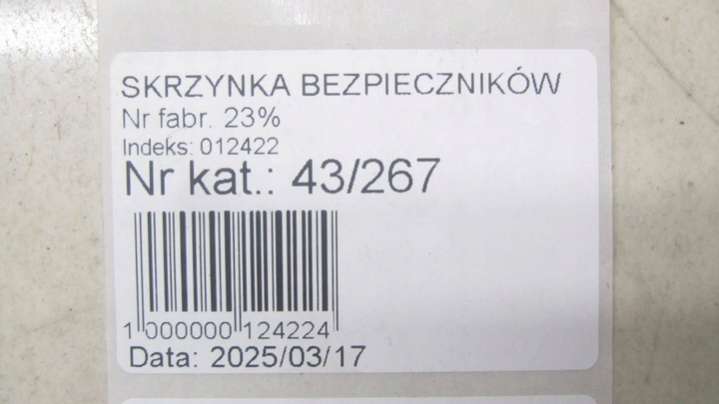 SKRZYNKA BEZPIECZNIKÓW
Nr fabr. 23%
Indeks: 012422
Nr kat.: 43/267
1 000000 124224
Data: 2025/03/17